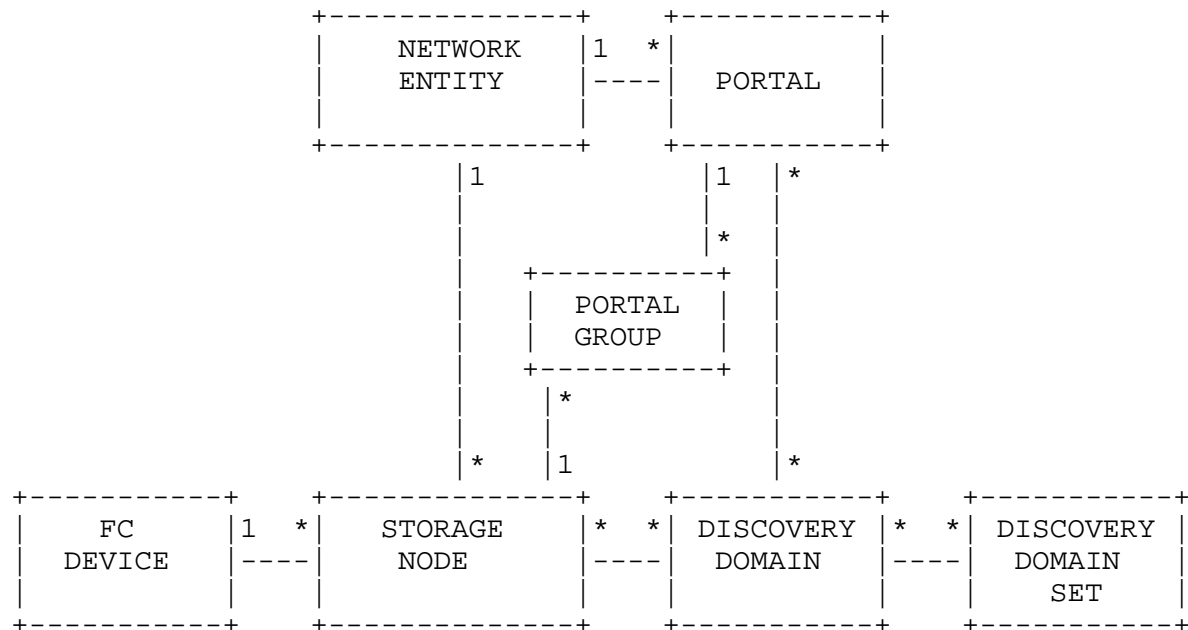 NETWORK ENTITY
1 *
PORTAL
1
1 *
*
PORTAL GROUP
*
* 1 *
FC DEVICE
1 *
STORAGE NODE
* *
DISCOVERY DOMAIN
* *
DISCOVERY DOMAIN SET